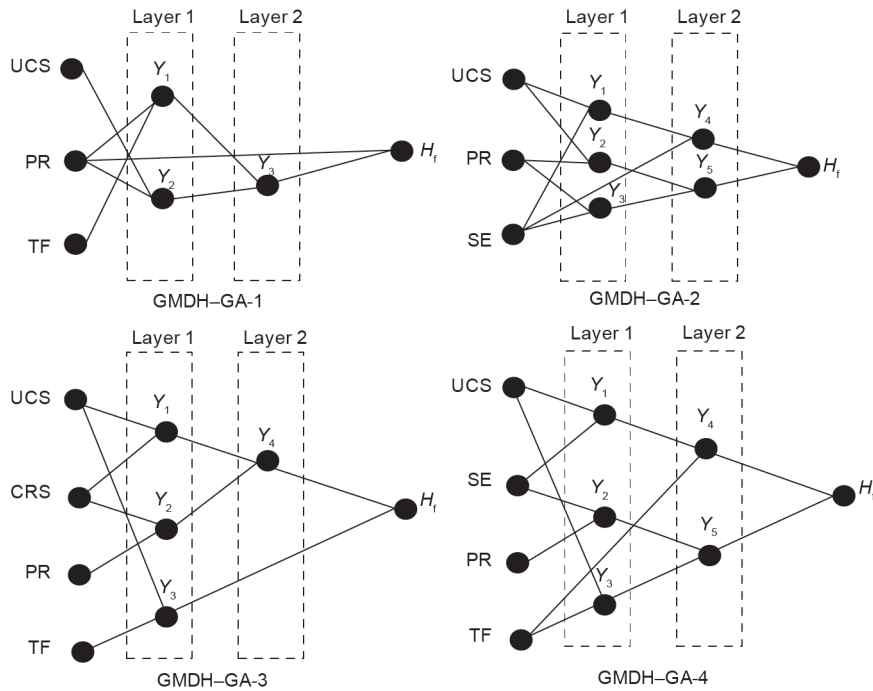 Layer 1 Layer 2
UCS
PR
TF
Y1
Y2
Y3
Hf
GMDH–GA-1
Layer 1 Layer 2
UCS
PR
SE
Y1
Y2
Y3
Y4
Y5
Hf
GMDH–GA-2
Layer 1 Layer 2
UCS
CRS
PR
TF
Y1
Y2
Y3
Y4
Hf
GMDH–GA-3
Layer 1 Layer 2
UCS
SE
PR
TF
Y1
Y2
Y3
Y4
Y5
Hf
GMDH–GA-4